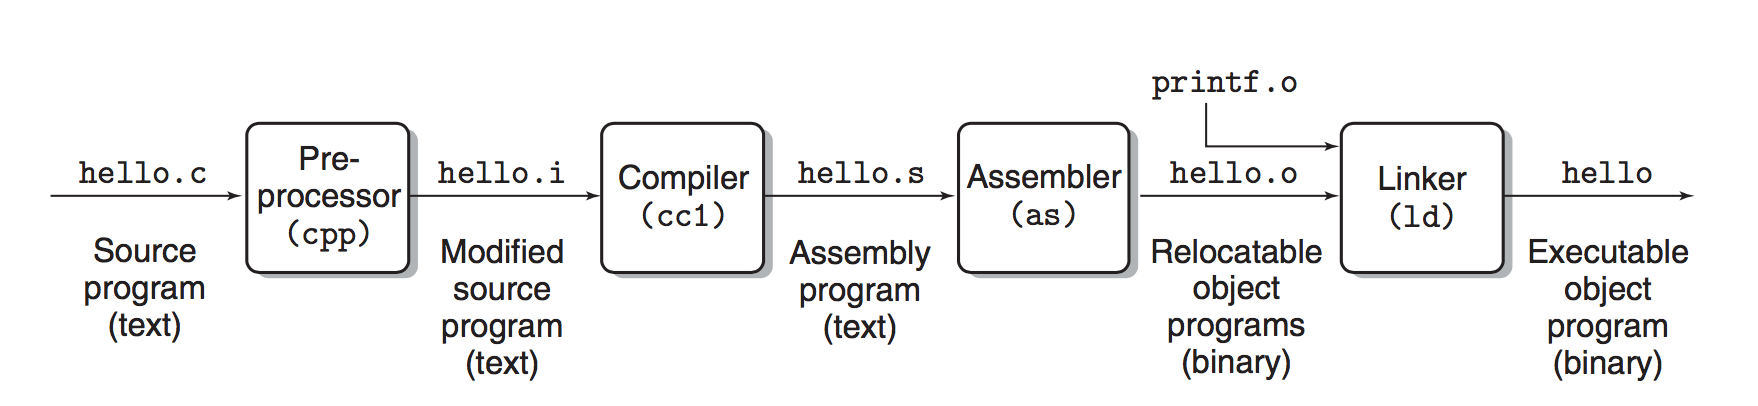 printf.o
hello.c
Pre-
processor
(cpp)
hello.i
Compiler
(cc1)
hello.s
Assembler
(as)
hello.o
Linker
(ld)
hello
Source
program
(text)
Modified
source
program
(text)
Assembly
program
(text)
Relocatable
object
programs
(binary)
Executable
object
program
(binary)